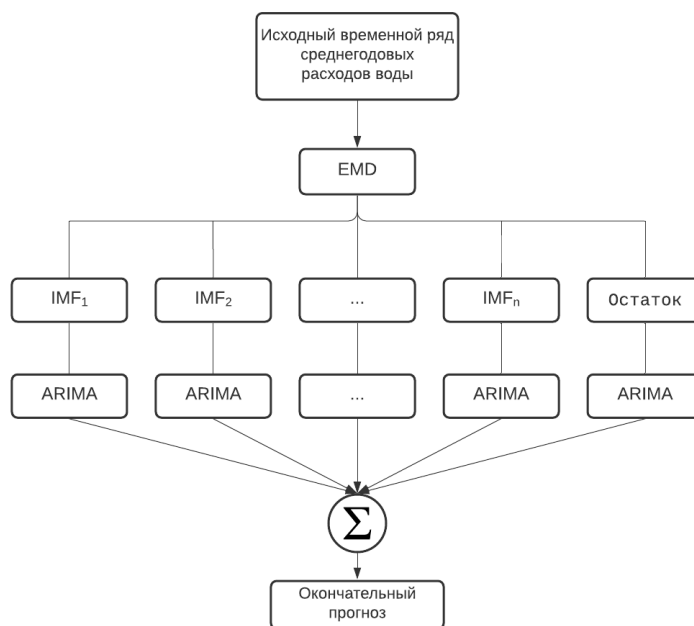 Исходный временной ряд
среднегодовых
расходов воды
EMD
IMF₁ IMF₂ ... IMFₙ Остаток
ARIMA ARIMA ... ARIMA ARIMA
Σ
Окончательный
прогноз